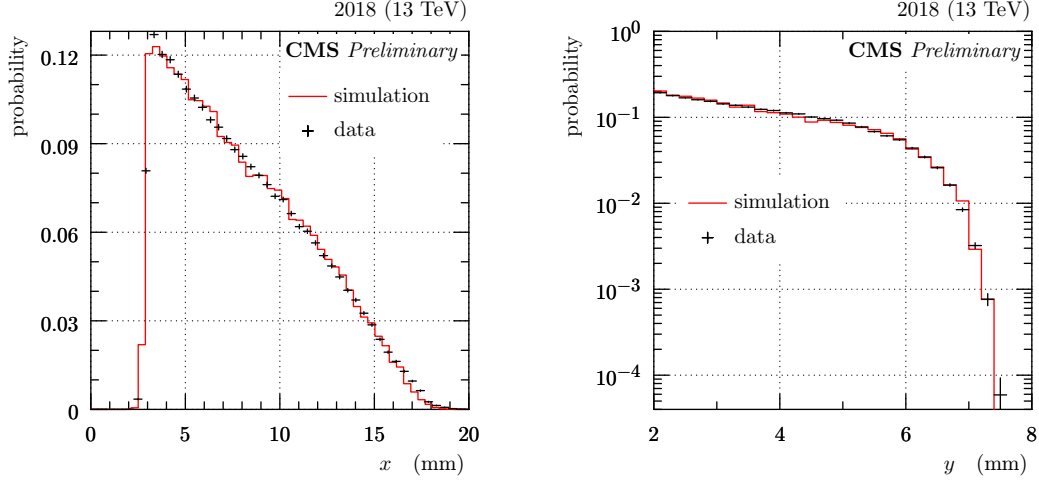 2018 (13 TeV)
probability
CMS Preliminary
simulation
data
0.12
0.09
0.06
0.03
0
0 5 10 15 20
x (mm)
2018 (13 TeV)
probability
CMS Preliminary
simulation
data
10⁰
10⁻¹
10⁻²
10⁻³
10⁻⁴
2 4 6 8
y (mm)